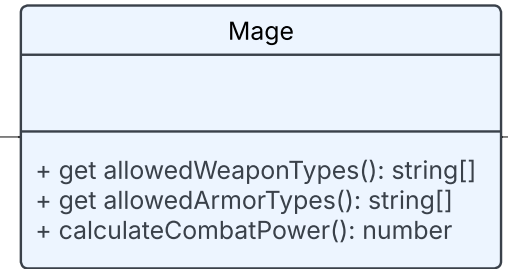 Mage
+ get allowedWeaponTypes(): string[]
+ get allowedArmorTypes(): string[]
+ calculateCombatPower(): number